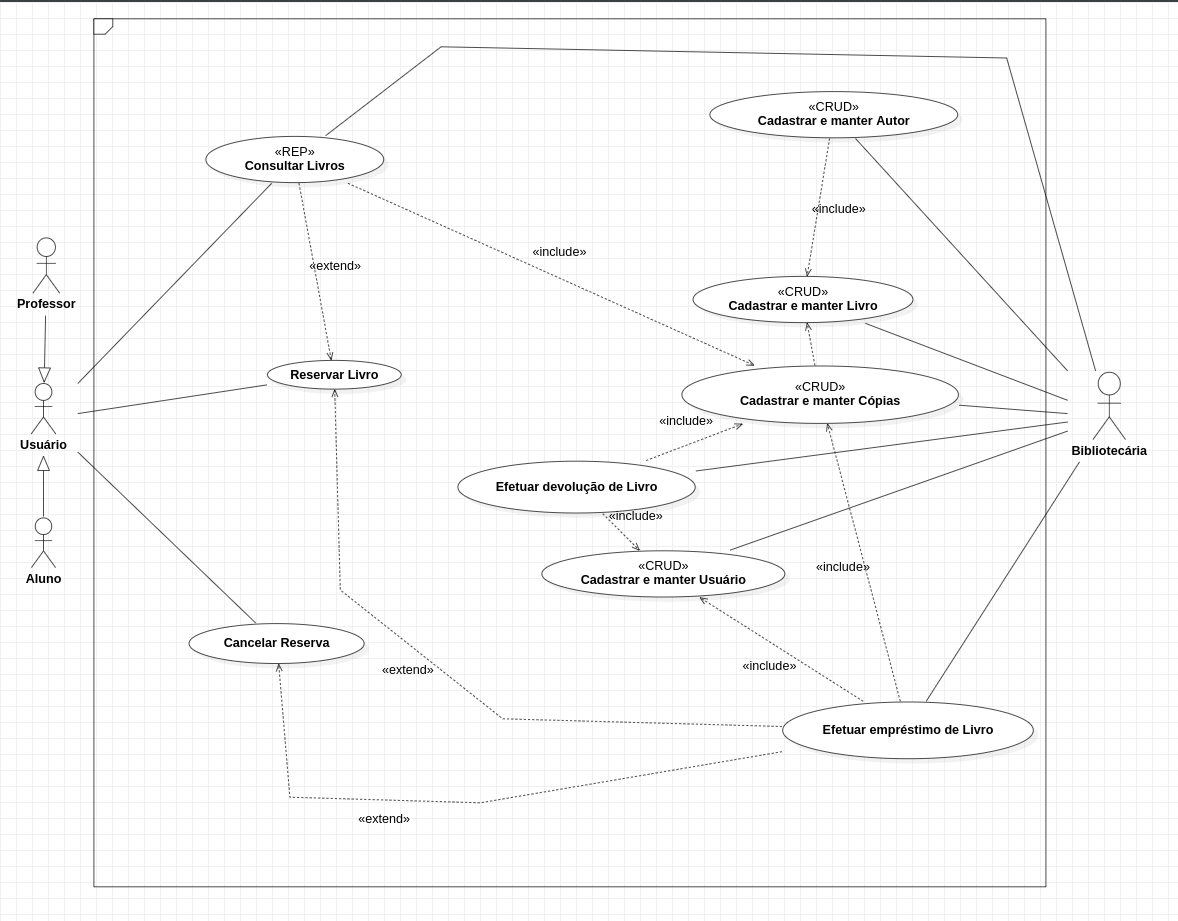 «CRUD»
Cadastrar e manter Autor
«REP»
Consultar Livros
«include»
«include»
«extend»
«CRUD»
Cadastrar e manter Livro
Professor
Reservar Livro
«CRUD»
Cadastrar e manter Cópias
«include»
Usuário
Bibliotecária
Efetuar devolução de Livro
«include»
«CRUD»
Cadastrar e manter Usuário
«include»
Aluno
Cancelar Reserva
«extend»
«include»
Efetuar empréstimo de Livro
«extend»